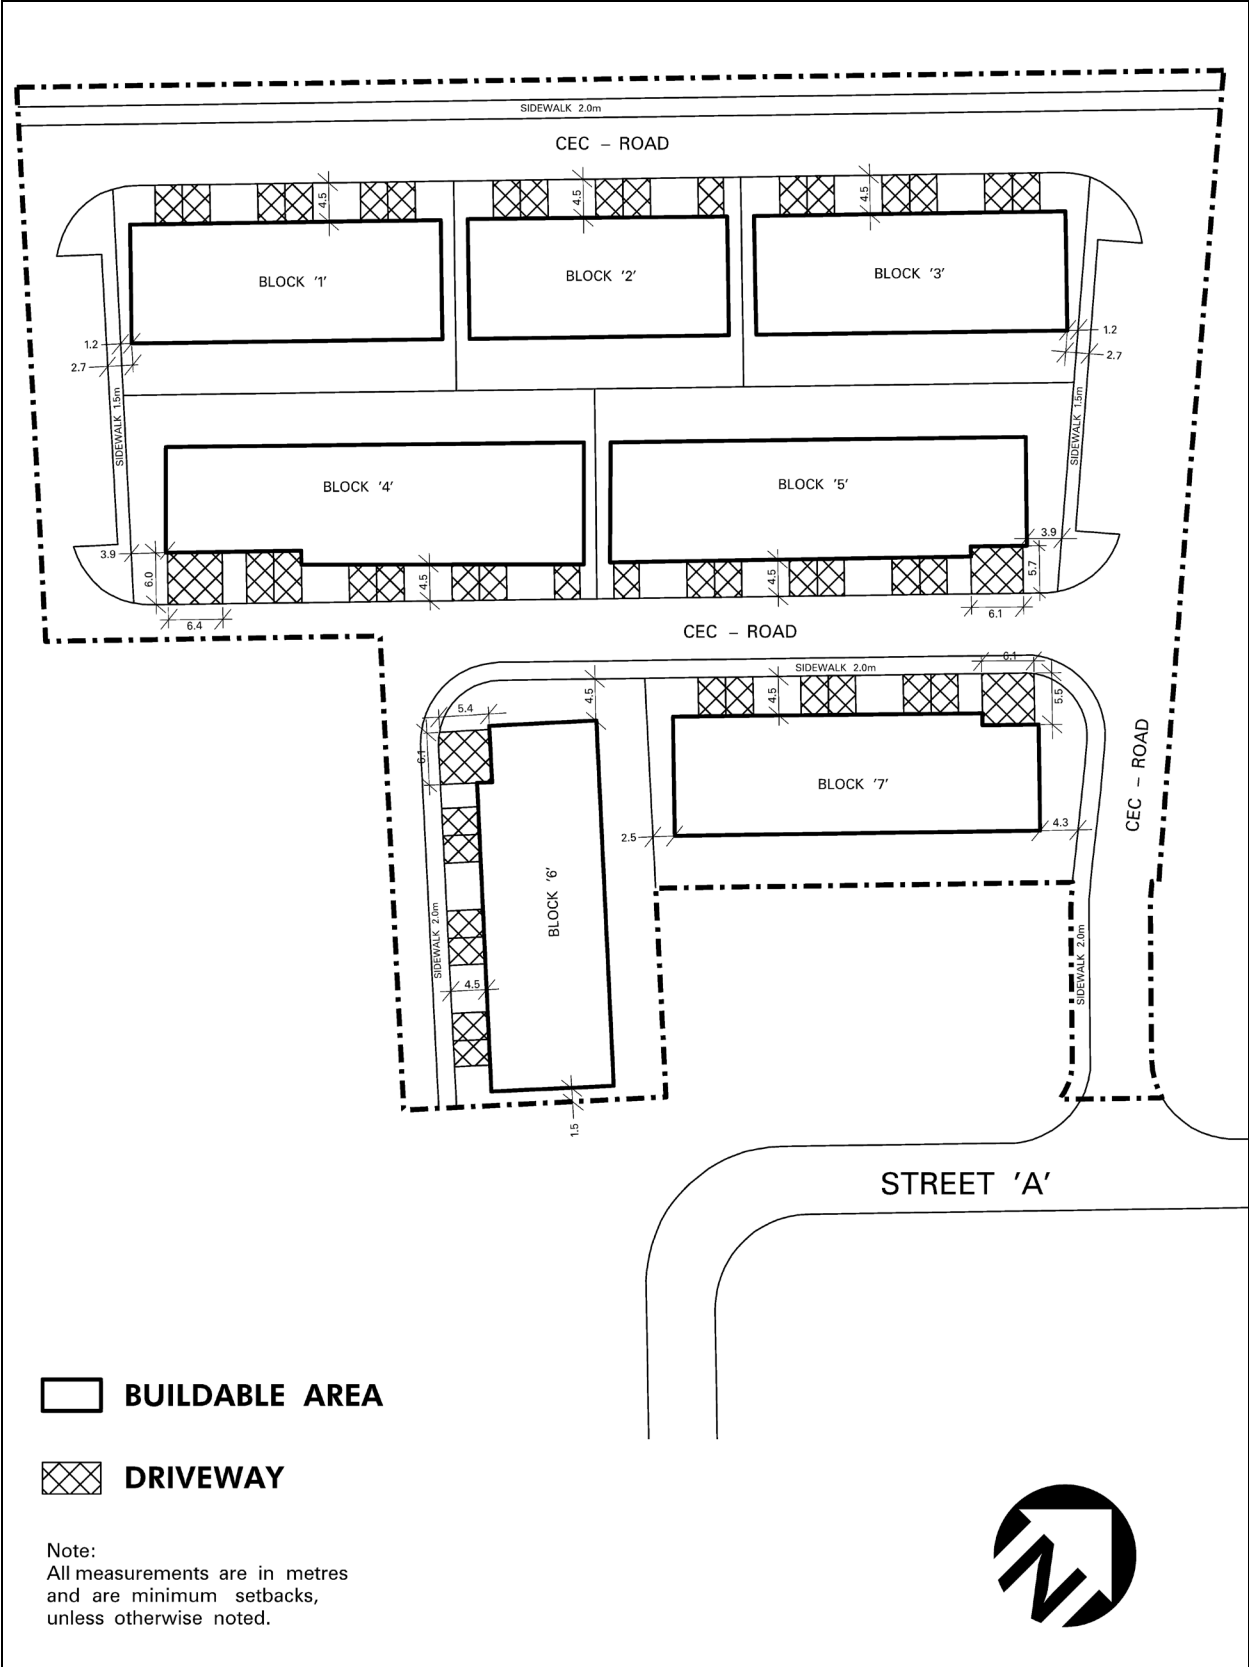 SIDEWALK 2.0m
CEC – ROAD
4.5
4.5
4.5
BLOCK '1'
BLOCK '2'
BLOCK '3'
1.2
1.2
2.7
2.7
SIDEWALK 1.5m
SIDEWALK 1.5m
BLOCK '4'
BLOCK '5'
3.9
3.9
6.0
4.5
4.5
5.7
6.4
6.1
CEC – ROAD
SIDEWALK 2.0m
6.1
4.5
4.5
5.5
5.4
6.1
BLOCK '7'
CEC – ROAD
2.5
4.3
BLOCK '6'
SIDEWALK 2.0m
SIDEWALK 2.0m
4.5
1.5
STREET 'A'
BUILDABLE AREA
DRIVEWAY
Note:
All measurements are in metres
and are minimum setbacks,
unless otherwise noted.
N